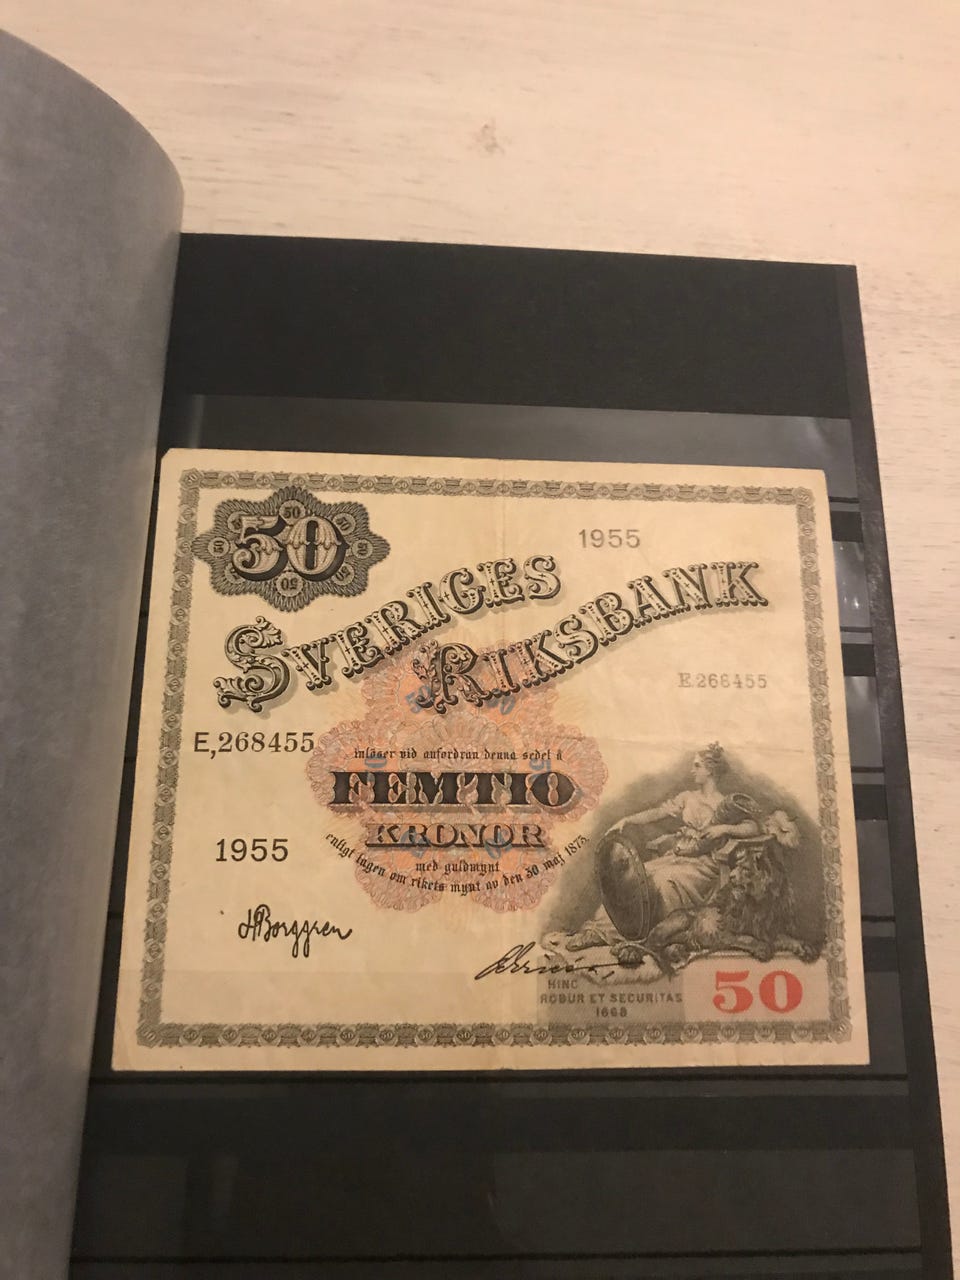 50
1955
SVERIGES
RIKSBANK
E.268455
E,268455
inlöser vid anfordran denna sedel å
FEMTIO
KRONOR
1955
med guldmynt
enligt lagen om rikets mynt av den 30 maj 1873.
HBorggren
HINC
ROBUR ET SECURITAS
1668
50